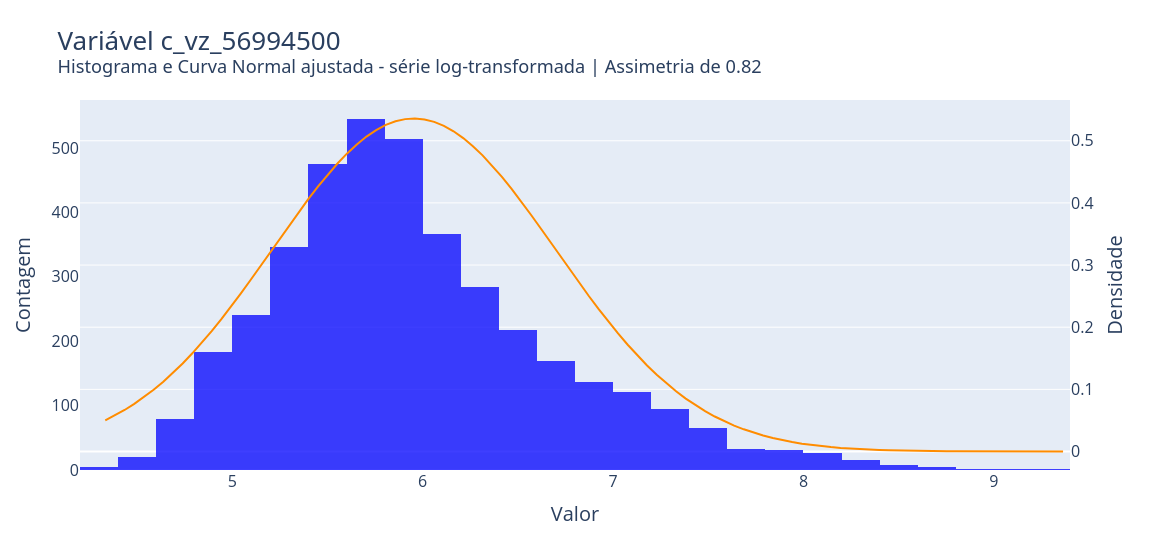 Variável c_vz_56994500
Histograma e Curva Normal ajustada - série log-transformada | Assimetria de 0.82
Contagem
500
400
300
200
100
0
0.5
0.4
0.3
0.2
0.1
0
Densidade
5 6 7 8 9
Valor